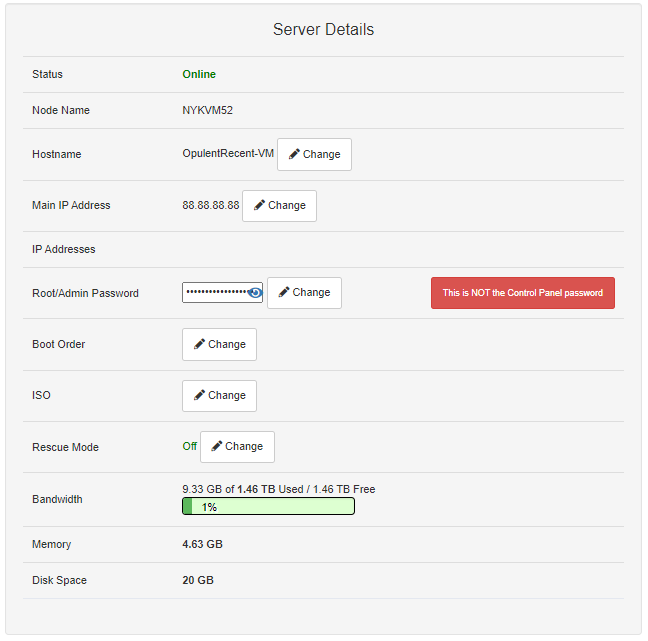 Server Details
Status Online
Node Name NYKVM52
Hostname OpulentRecent-VM Change
Main IP Address 88.88.88.88 Change
IP Addresses
Root/Admin Password •••••••••••••••• Change This is NOT the Control Panel password
Boot Order Change
ISO Change
Rescue Mode Off Change
9.33 GB of 1.46 TB Used / 1.46 TB Free
Bandwidth
1%
Memory 4.63 GB
Disk Space 20 GB